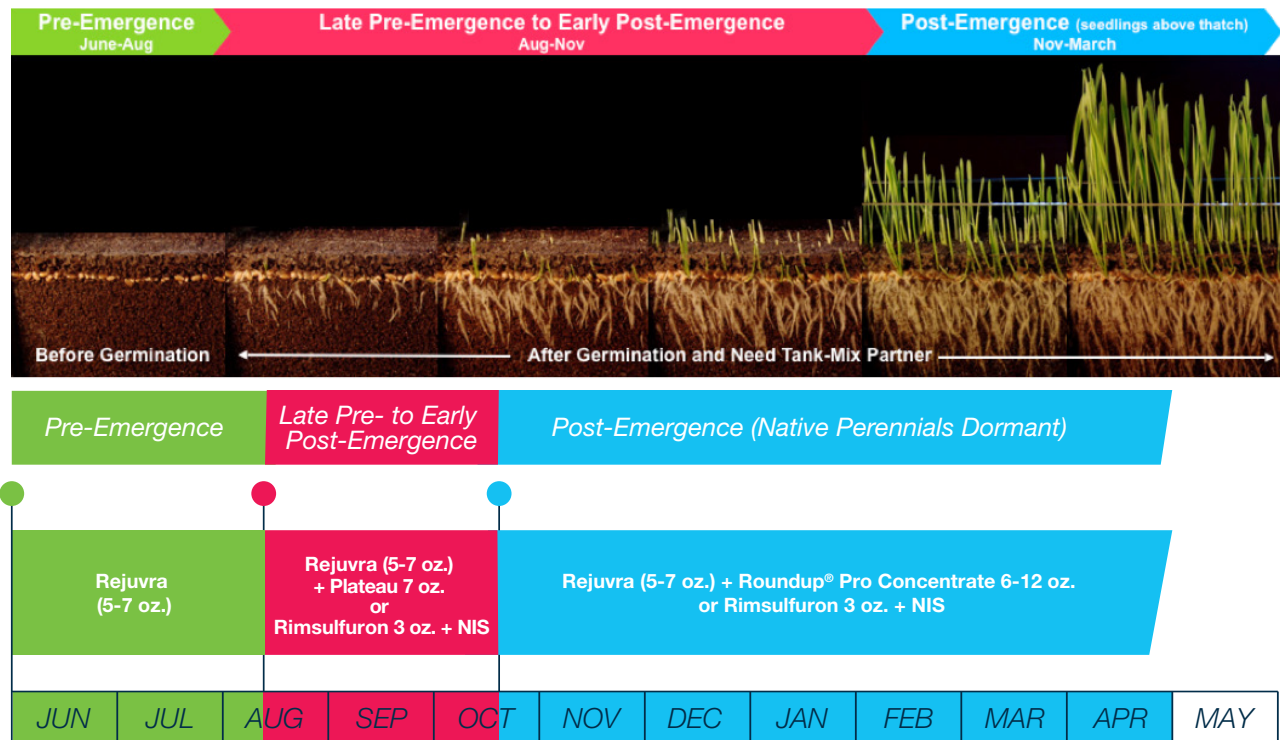 Pre-Emergence
June-Aug
Late Pre-Emergence to Early Post-Emergence
Aug-Nov
Post-Emergence (seedlings above thatch)
Nov-March
Before Germination
After Germination and Need Tank-Mix Partner
Pre-Emergence
Late Pre- to Early
Post-Emergence
Post-Emergence (Native Perennials Dormant)
Rejuvra
(5-7 oz.)
Rejuvra (5-7 oz.)
+ Plateau 7 oz.
or
Rimsulfuron 3 oz. + NIS
Rejuvra (5-7 oz.) + Roundup® Pro Concentrate 6-12 oz.
or Rimsulfuron 3 oz. + NIS
JUN JUL AUG SEP OCT NOV DEC JAN FEB MAR APR MAY